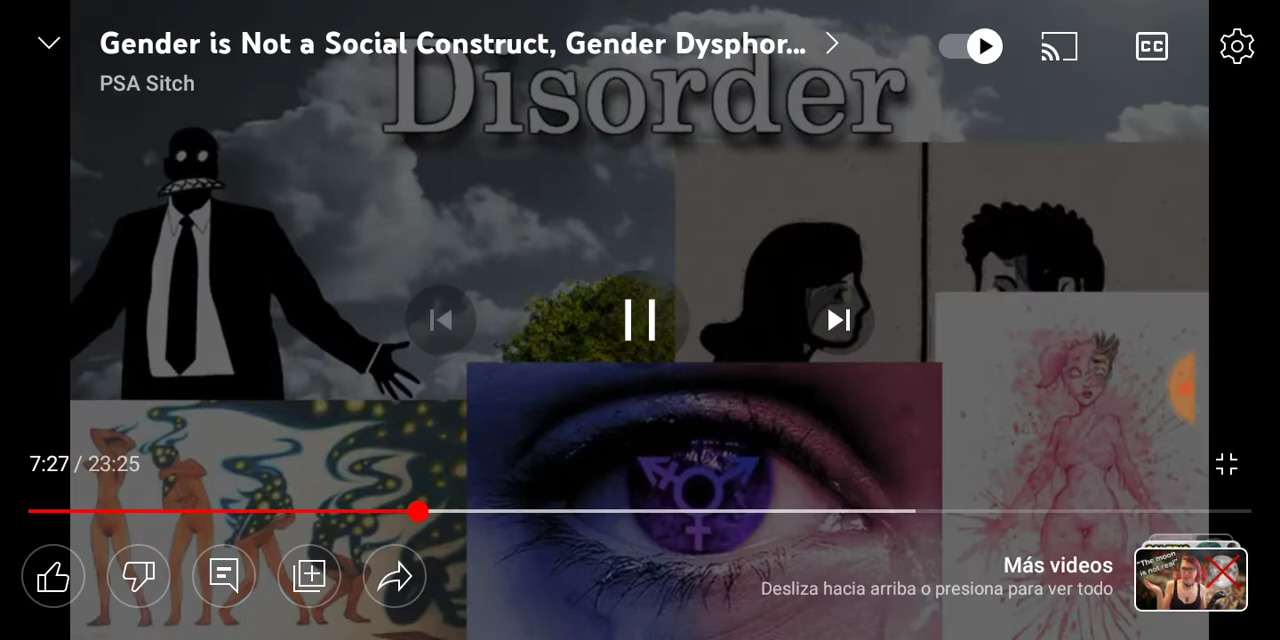 Gender is Not a Social Construct, Gender Dysphor...
PSA Sitch
CC
Disorder
7:27 / 23:25
Más videos
Desliza hacia arriba o presiona para ver todo
"The moon
is not real"